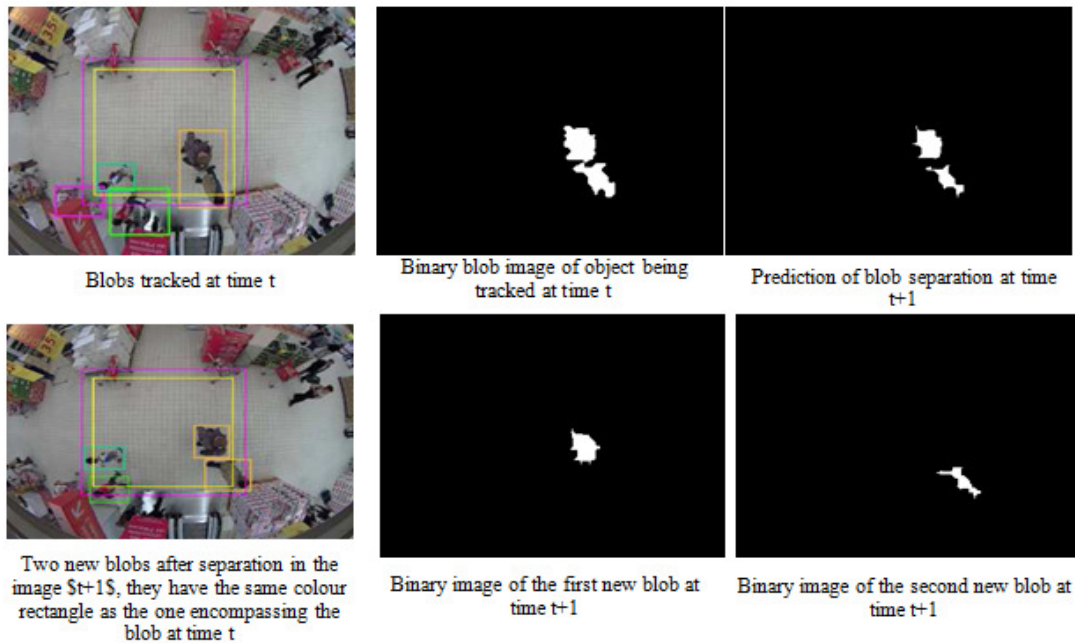 Blobs tracked at time t
Binary blob image of object being
tracked at time t
Prediction of blob separation at time
t+1
Two new blobs after separation in the
image $t+1$, they have the same colour
rectangle as the one encompassing the
blob at time t
Binary image of the first new blob at
time t+1
Binary image of the second new blob at
time t+1